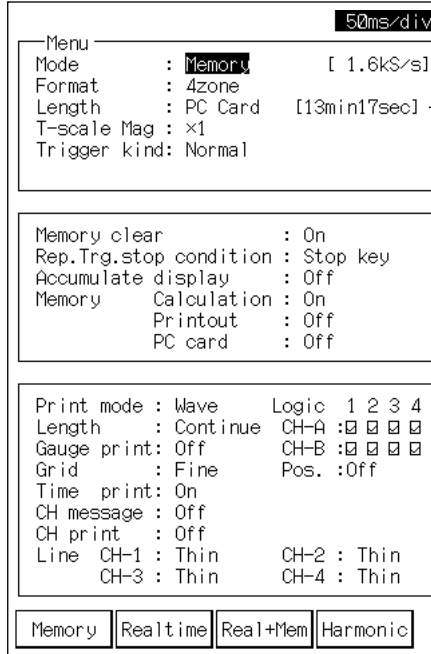 50ms/div
Menu
Mode : Memory [ 1.6kS/s]
Format : 4zone
Length : PC Card [13min17sec]
T-scale Mag : ×1
Trigger kind: Normal
Memory clear : On
Rep.Trg.stop condition : Stop key
Accumulate display : Off
Memory Calculation : On
Printout : Off
PC card : Off
Print mode : Wave Logic 1 2 3 4
Length : Continue CH-A :☑ ☑ ☑ ☑
Gauge print: Off CH-B :☑ ☑ ☑ ☑
Grid : Fine Pos. :Off
Time print: On
CH message : Off
CH print : Off
Line CH-1 : Thin CH-2 : Thin
CH-3 : Thin CH-4 : Thin
Memory Realtime Real+Mem Harmonic